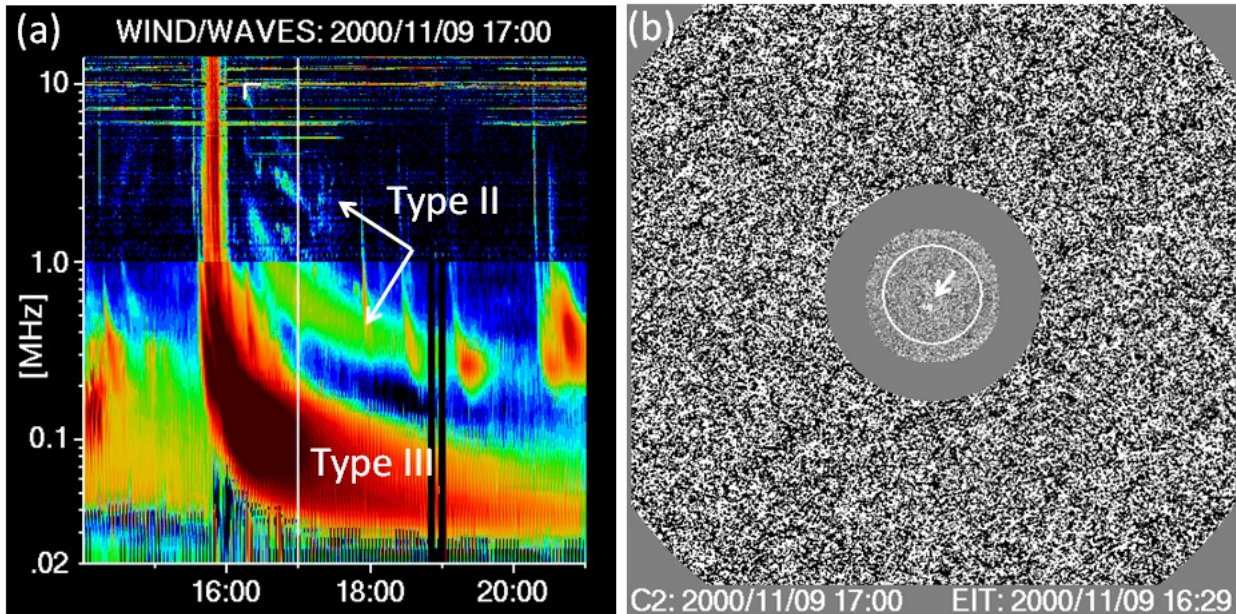 (a)
WIND/WAVES: 2000/11/09 17:00
10
1.0
0.1
.02
[MHz]
Type II
Type III
16:00
18:00
20:00
(b)
C2: 2000/11/09 17:00
EIT: 2000/11/09 16:29